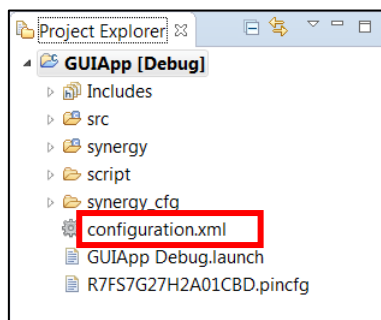 Project Explorer
GUIApp [Debug]
Includes
src
synergy
script
synergy_cfg
configuration.xml
GUIApp Debug.launch
R7FS7G27H2A01CBD.pincfg